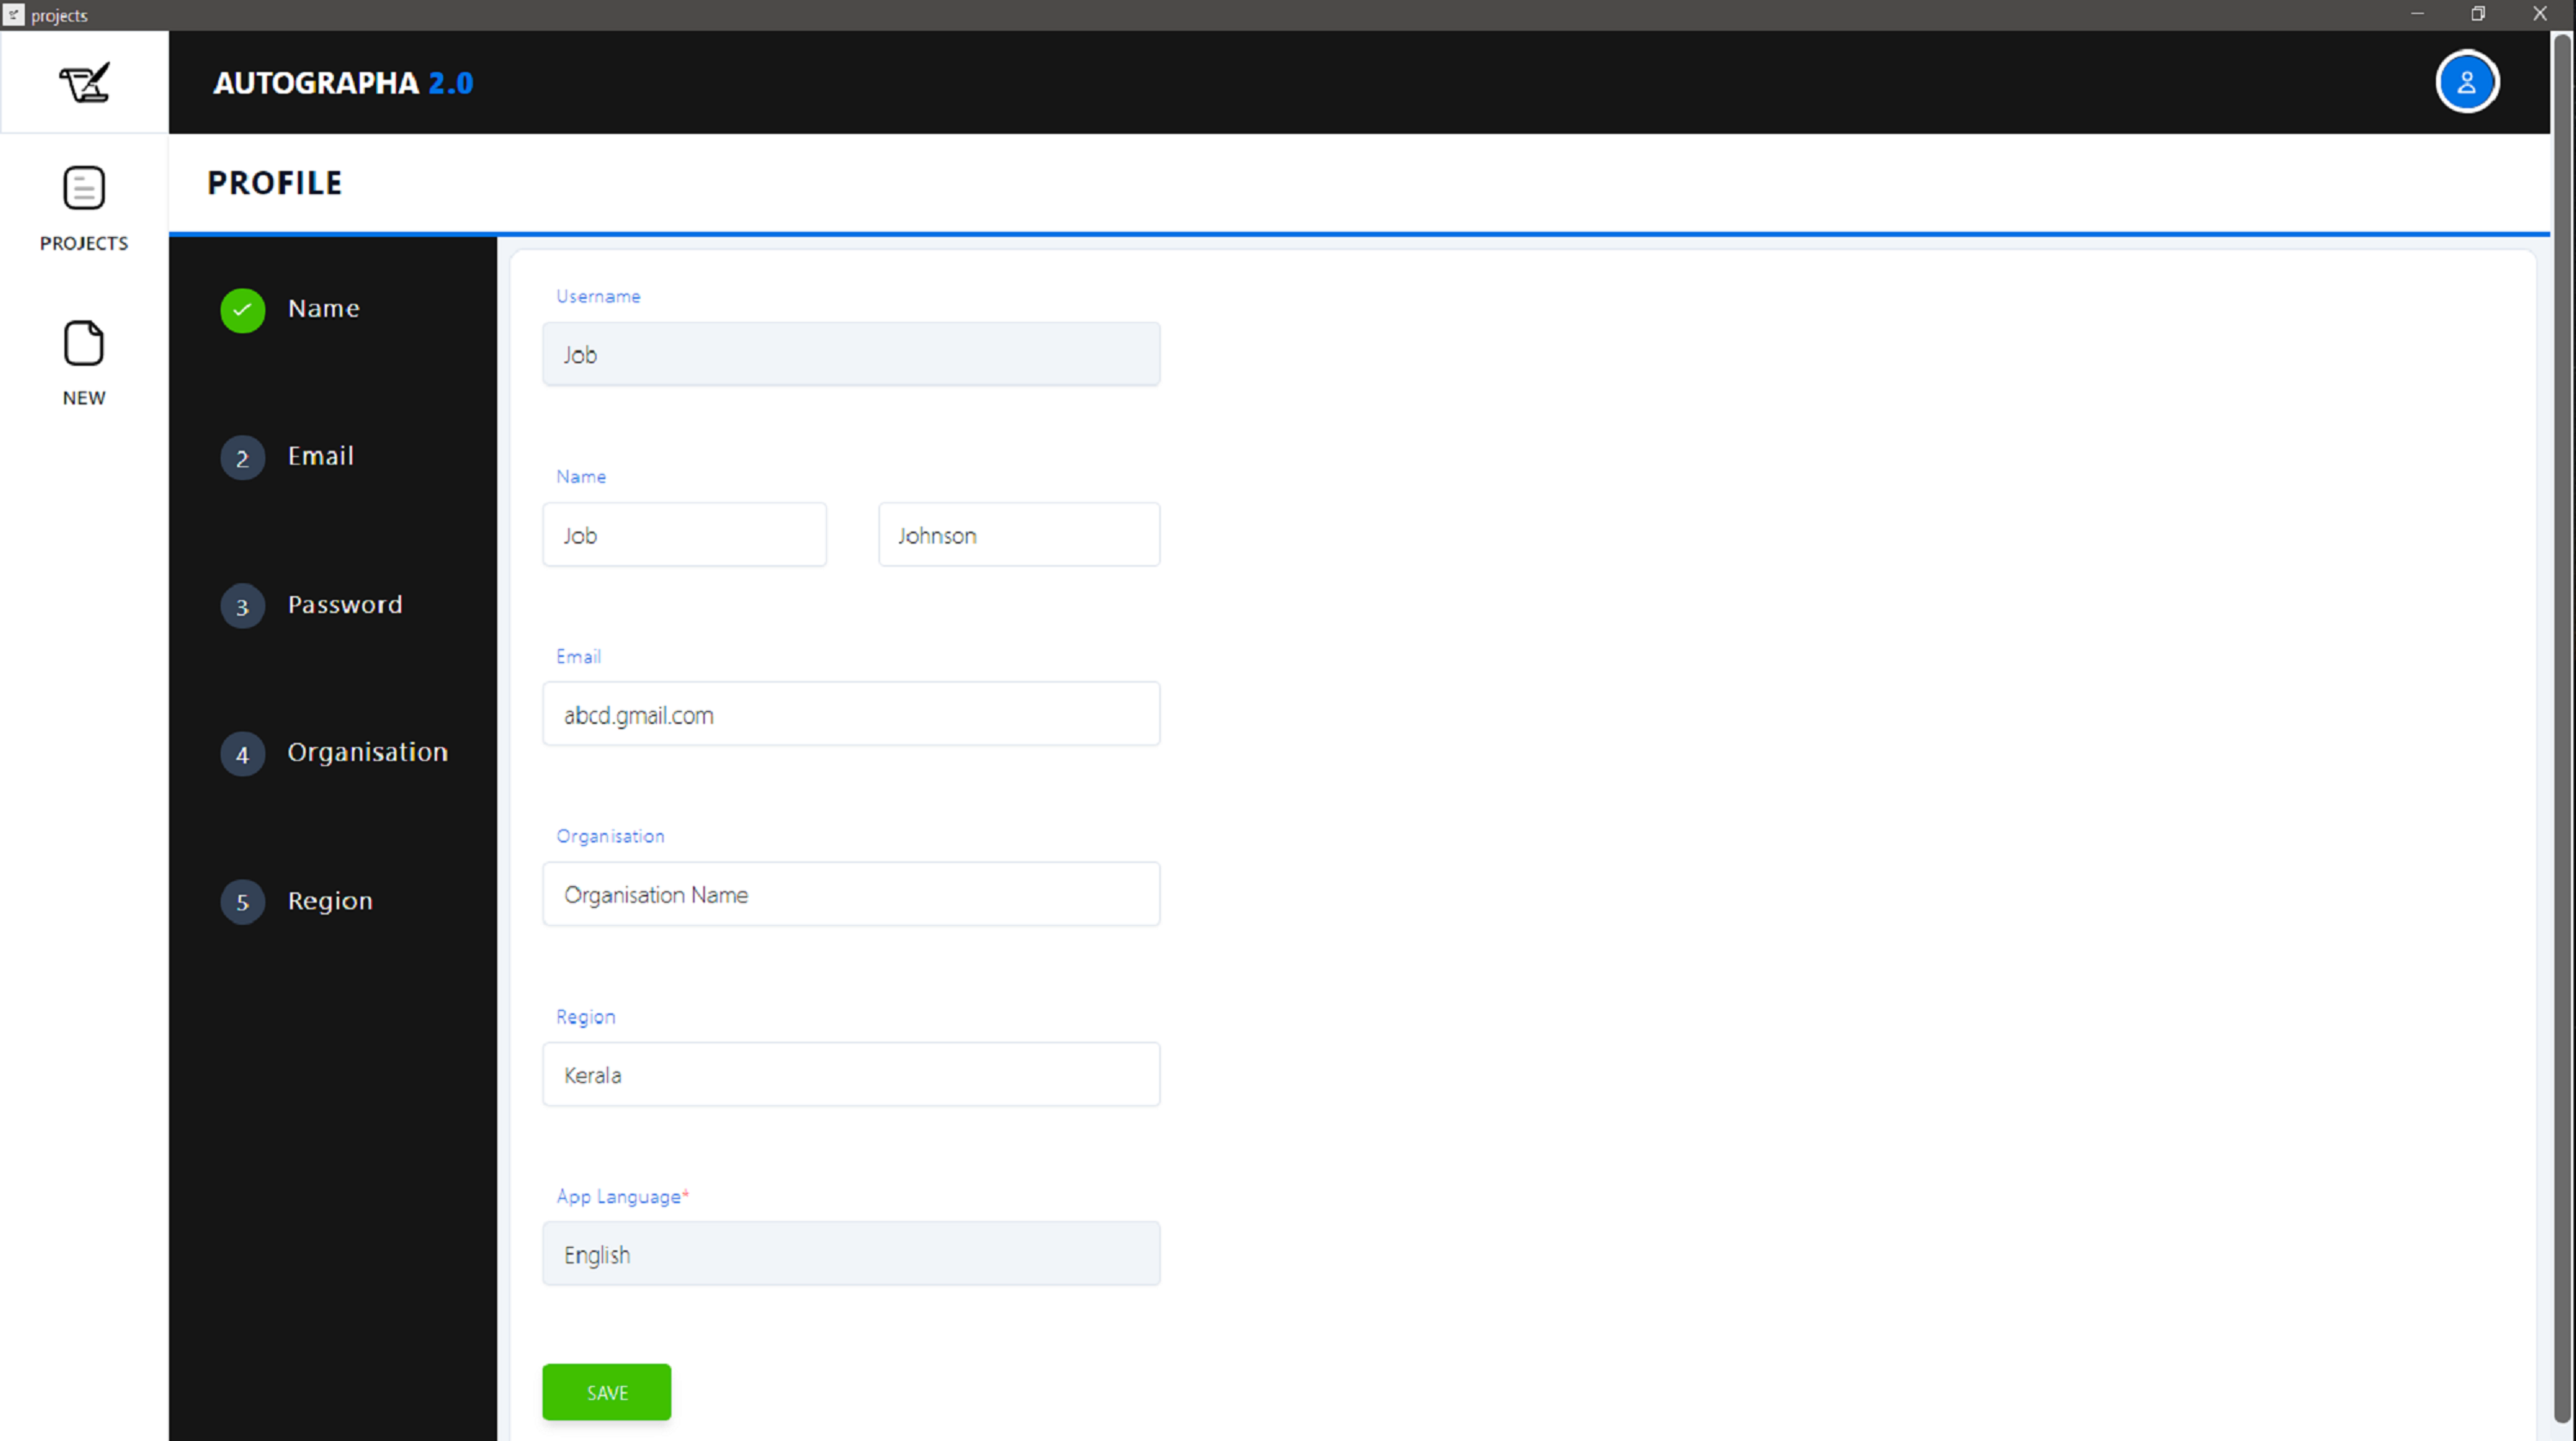 projects
AUTOGRAPHA 2.0
PROFILE
PROJECTS
NEW
Name
2 Email
3 Password
4 Organisation
5 Region
Username
Job
Name
Job Johnson
Email
abcd.gmail.com
Organisation
Organisation Name
Region
Kerala
App Language*
English
SAVE